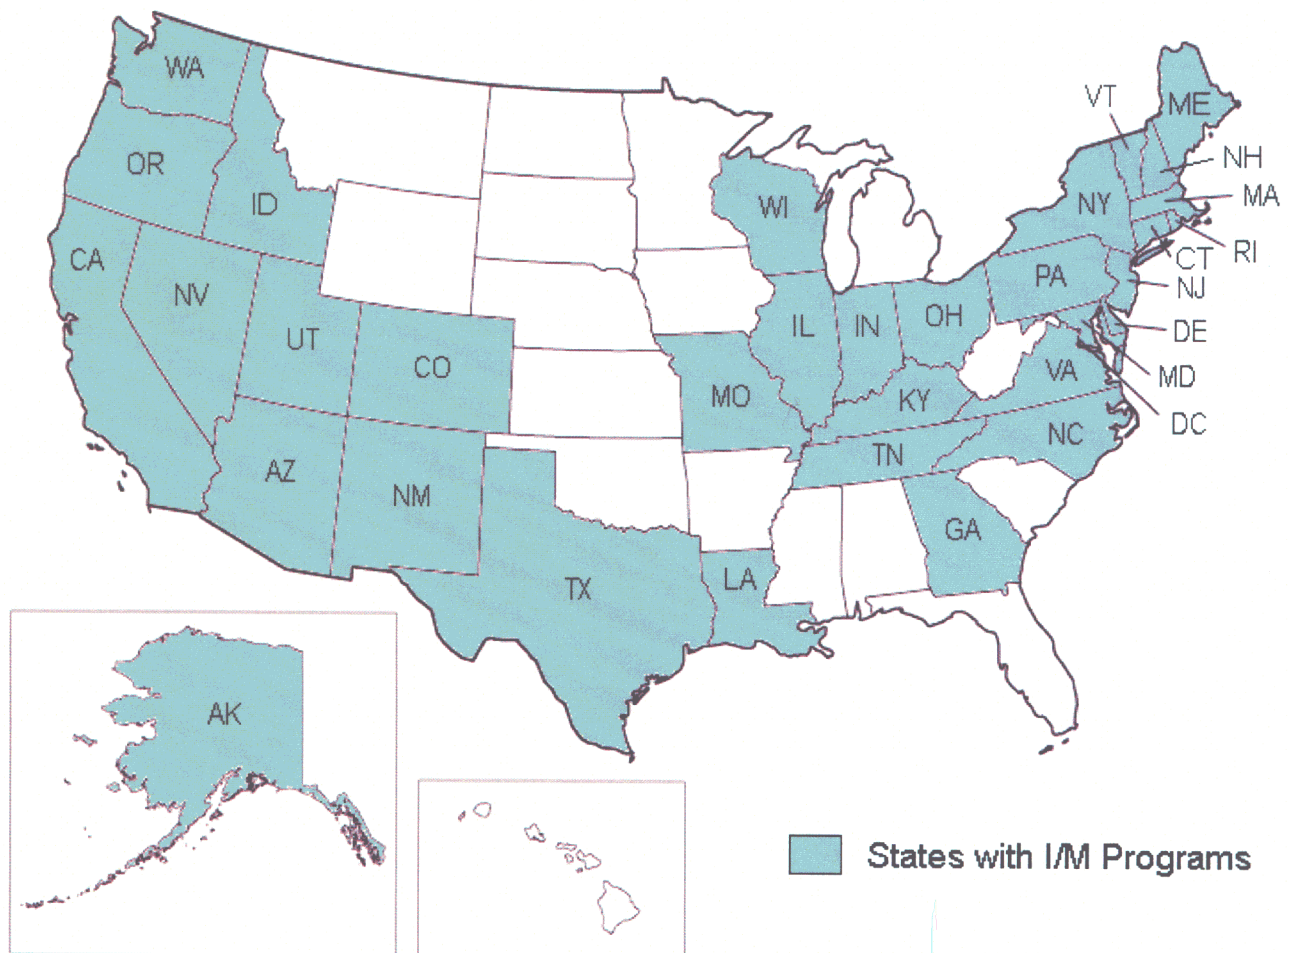 WA
VT
ME
OR
NH
ID
MA
WI
NY
CA
RI
CT
PA
NV
NJ
IL
IN
OH
DE
UT
CO
VA
MD
MO
KY
DC
NC
TN
AZ
NM
GA
LA
TX
AK
States with I/M Programs